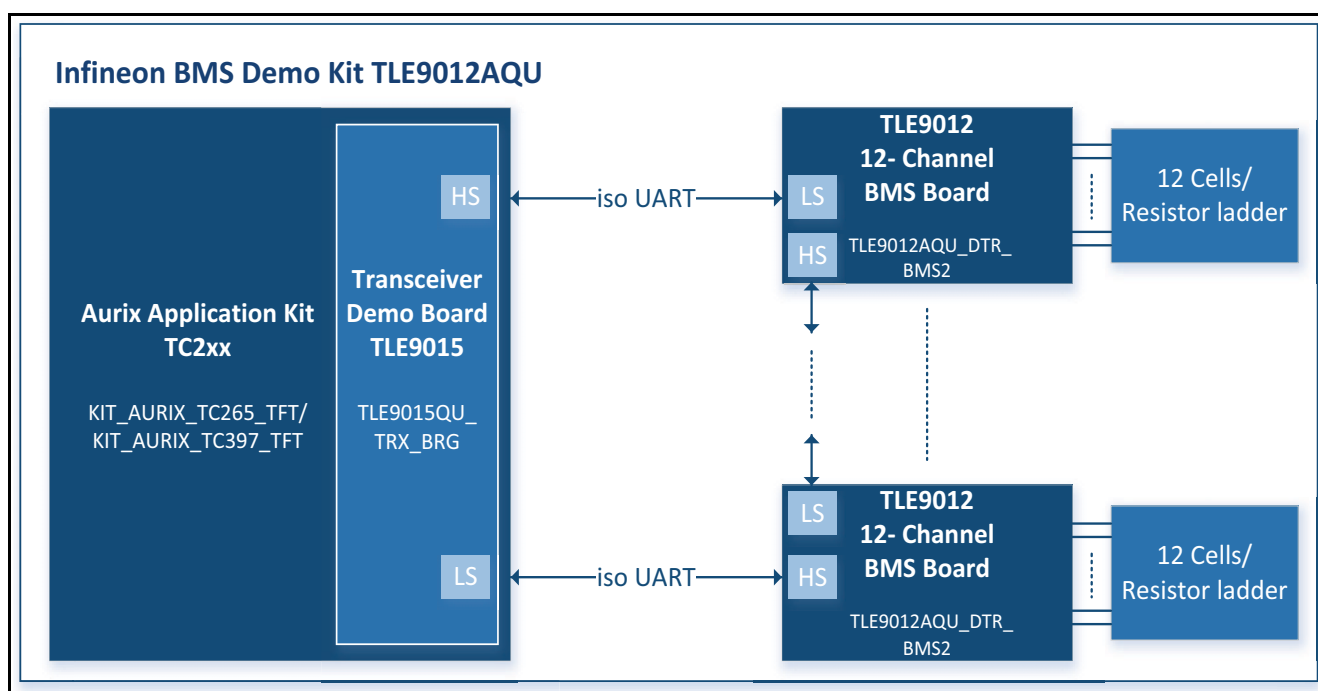 Infineon BMS Demo Kit TLE9012AQU
Aurix Application Kit
TC2xx
KIT_AURIX_TC265_TFT/
KIT_AURIX_TC397_TFT
HS
Transceiver
Demo Board
TLE9015
TLE9015QU_
TRX_BRG
LS
iso UART
iso UART
TLE9012
12- Channel
BMS Board
LS
HS
TLE9012AQU_DTR_
BMS2
12 Cells/
Resistor ladder
TLE9012
12- Channel
BMS Board
LS
HS
TLE9012AQU_DTR_
BMS2
12 Cells/
Resistor ladder